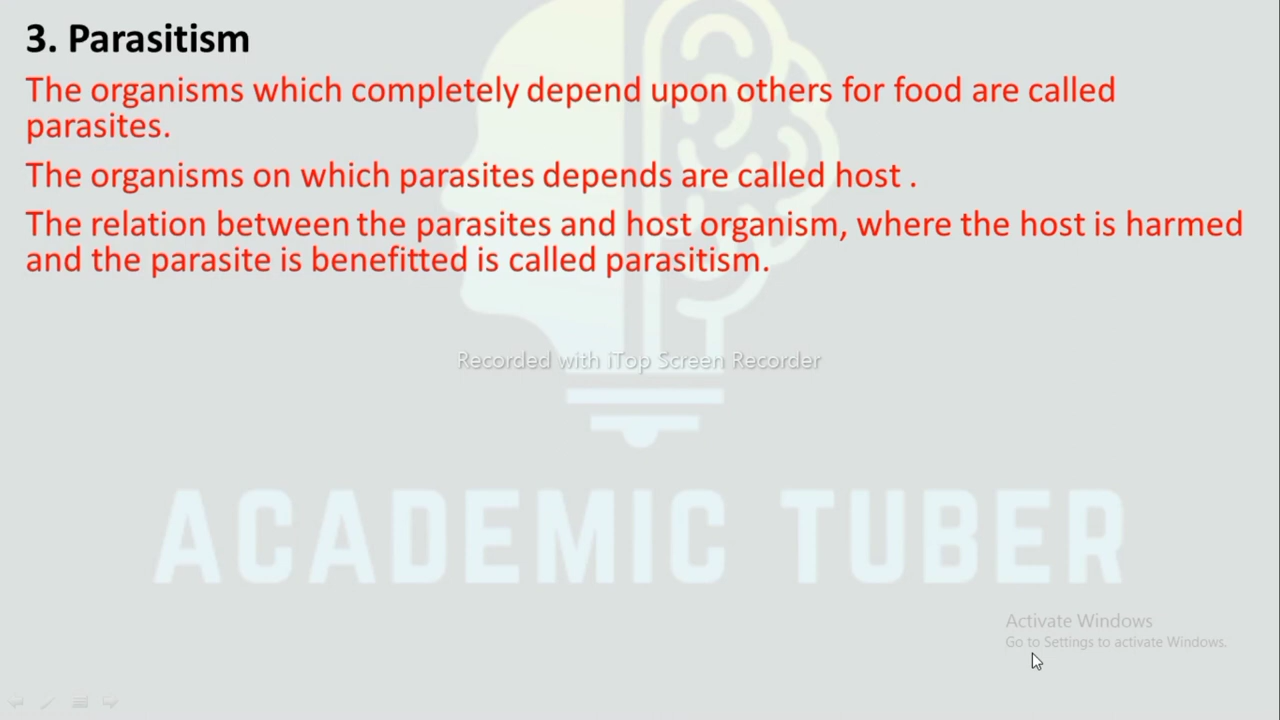 3. Parasitism
The organisms which completely depend upon others for food are called
parasites.
The organisms on which parasites depends are called host .
The relation between the parasites and host organism, where the host is harmed
and the parasite is benefitted is called parasitism.
Recorded with iTop Screen Recorder
ACADEMIC TUBER
Activate Windows
Go to Settings to activate Windows.